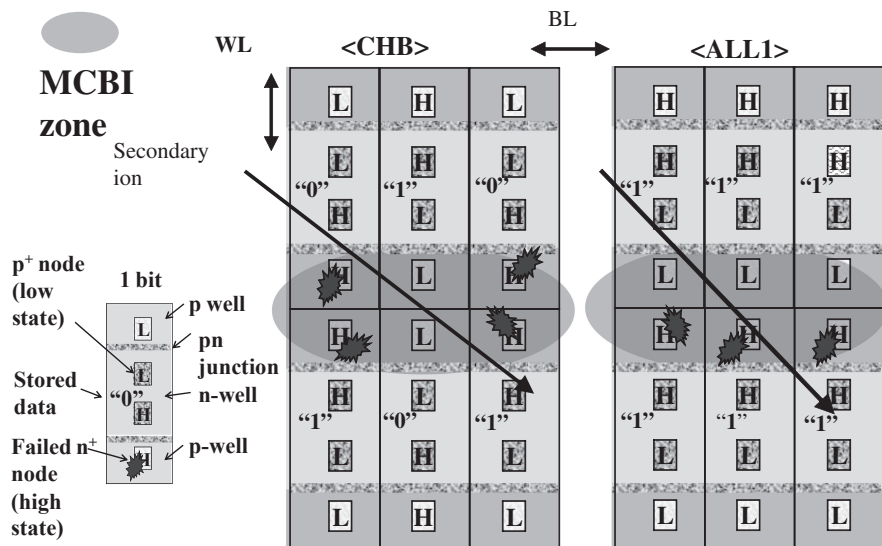 MCBI
zone
WL
<CHB>
BL
<ALL1>
Secondary
ion
L H L
L H L
“0” “1” “0”
H L H
H L H
H L H
H L H
“1” “0” “1”
L H L
L H L
H H H
H H H
“1” “1” “1”
L L L
L L L
H H H
H H H
“1” “1” “1”
L L L
L L L
p+ node
(low
state)
Stored
data
Failed n+
node
(high
state)
1 bit
L
L
“0”
H
H
p well
pn
junction
n-well
p-well